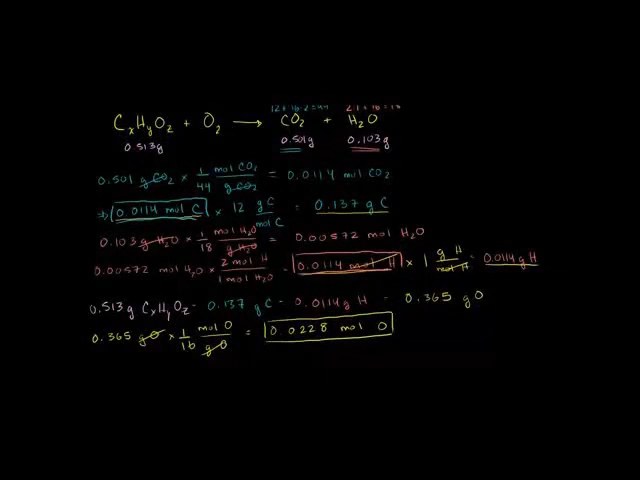 12+16·2=44 2·1+16=18
CxHyOz + O2 → CO2 + H2O
0.513g 0.501g 0.103g
0.501 g CO2 × 1/44 mol CO2/g CO2 = 0.0114 mol CO2
⇒ 0.0114 mol C × 12 g C/mol C = 0.137 g C
0.103 g H2O × 1/18 mol H2O/g H2O = 0.00572 mol H2O
0.00572 mol H2O × 2 mol H/1 mol H2O = 0.0114 mol H × 1 g H/mol H = 0.0114 g H
0.513 g CxHyOz - 0.137 g C - 0.0114 g H = 0.365 g O
0.365 g O × 1/16 mol O/g O = 0.0228 mol O